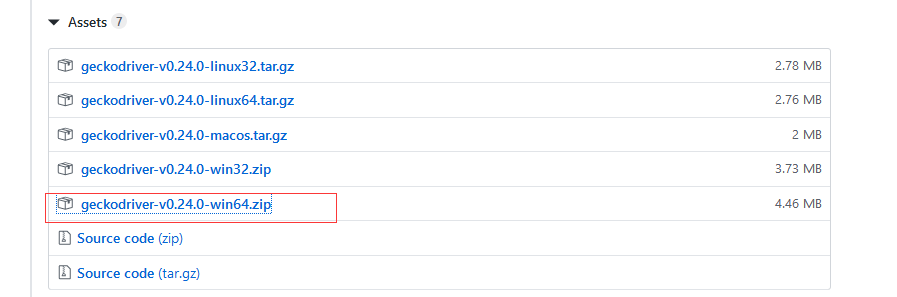 Assets 7
geckodriver-v0.24.0-linux32.tar.gz 2.78 MB
geckodriver-v0.24.0-linux64.tar.gz 2.76 MB
geckodriver-v0.24.0-macos.tar.gz 2 MB
geckodriver-v0.24.0-win32.zip 3.73 MB
geckodriver-v0.24.0-win64.zip 4.46 MB
Source code (zip)
Source code (tar.gz)